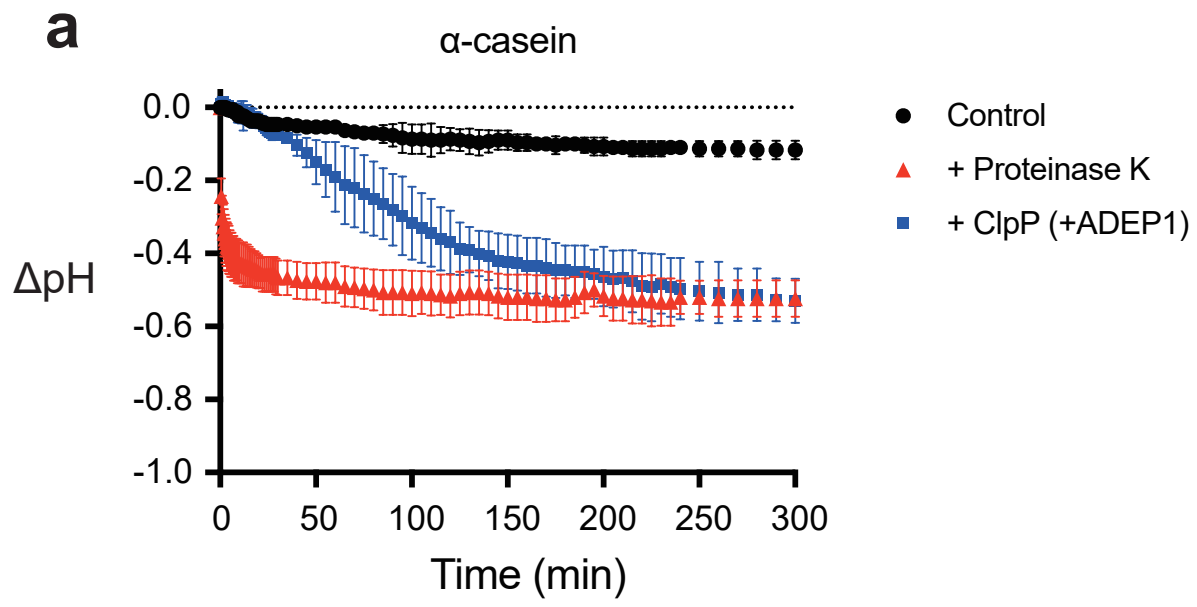 a
α-casein
0.0
-0.2
-0.4
-0.6
-0.8
-1.0
ΔpH
0 50 100 150 200 250 300
Time (min)
Control
+ Proteinase K
+ ClpP (+ADEP1)